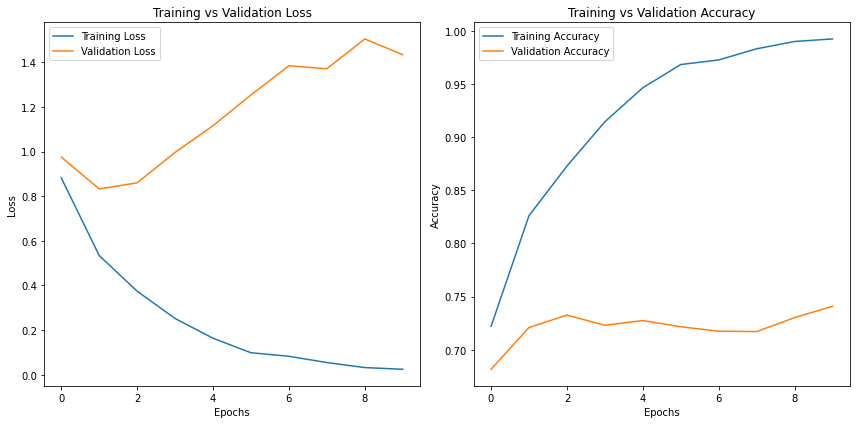 Training vs Validation Loss
Training Loss
Validation Loss
1.4
1.2
1.0
0.8
0.6
0.4
0.2
0.0
Loss
0
2
4
6
8
Epochs
Training vs Validation Accuracy
Training Accuracy
Validation Accuracy
1.00
0.95
0.90
0.85
0.80
0.75
0.70
Accuracy
0
2
4
6
8
Epochs